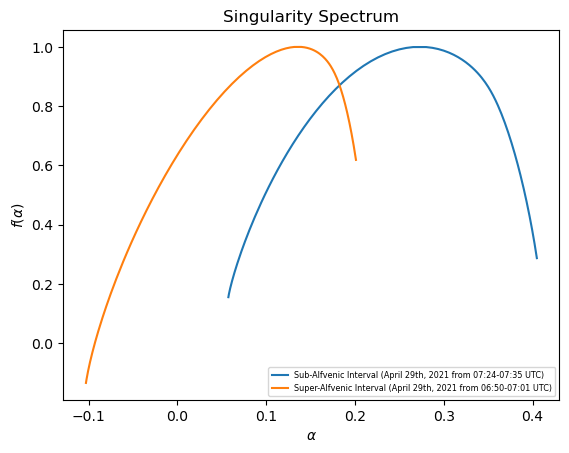 Singularity Spectrum
1.0
0.8
0.6
0.4
0.2
0.0
f(α)
Sub-Alfvenic Interval (April 29th, 2021 from 07:24-07:35 UTC)
Super-Alfvenic Interval (April 29th, 2021 from 06:50-07:01 UTC)
−0.1 0.0 0.1 0.2 0.3 0.4
α